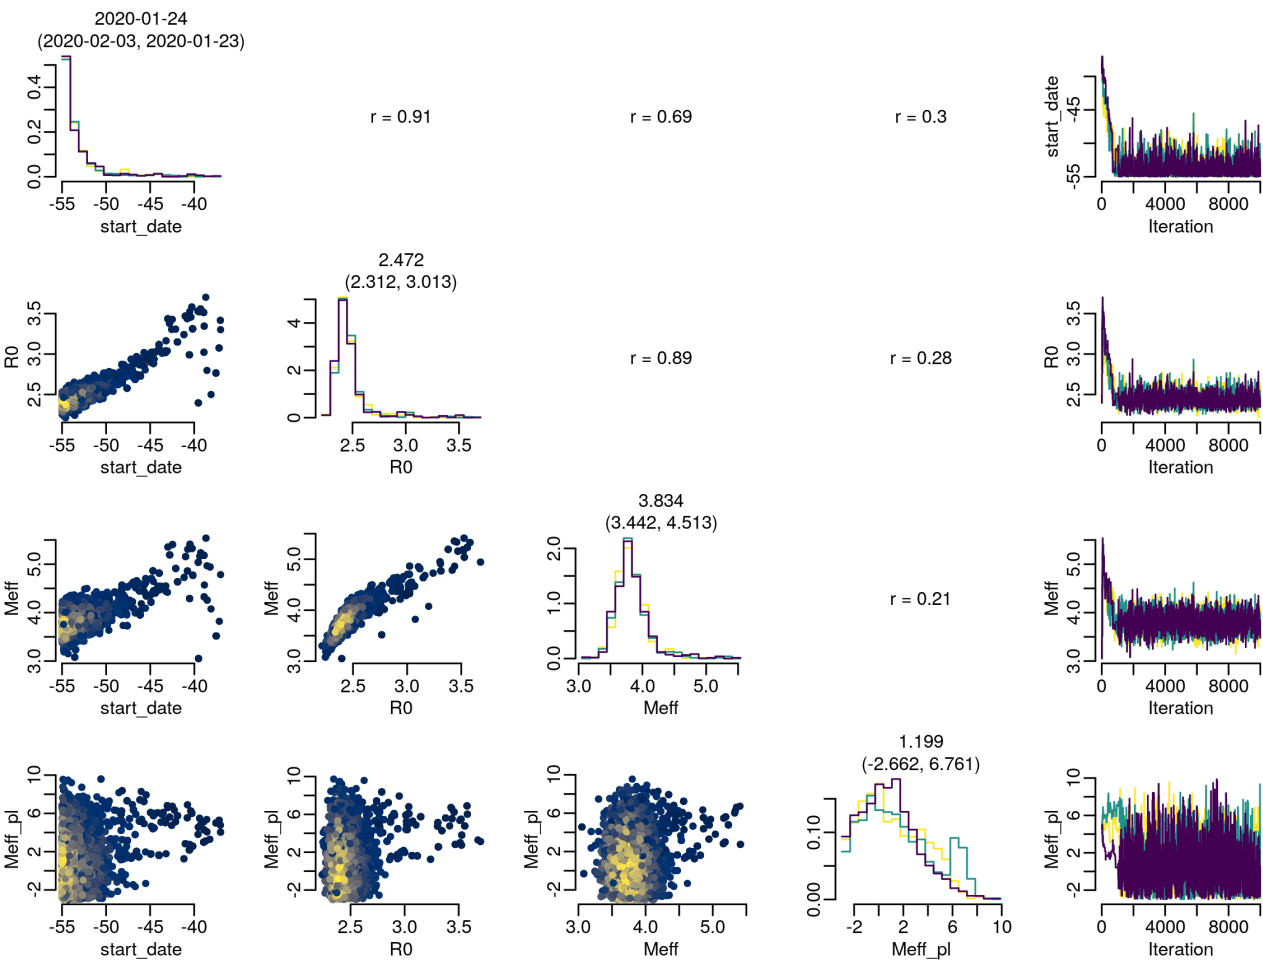 2020-01-24
(2020-02-03, 2020-01-23)
0.0 0.2 0.4
-55 -50 -45 -40
start_date
r = 0.91
r = 0.69
r = 0.3
start_date
-55 -45
0 4000 8000
Iteration
R0
2.5 3.0 3.5
-55 -50 -45 -40
start_date
2.472
(2.312, 3.013)
0 2 4
2.5 3.0 3.5
R0
r = 0.89
r = 0.28
R0
2.5 3.0 3.5
0 4000 8000
Iteration
Meff
3.0 4.0 5.0
-55 -50 -45 -40
start_date
Meff
3.0 4.0 5.0
2.5 3.0 3.5
R0
3.834
(3.442, 4.513)
0.0 1.0 2.0
3.0 4.0 5.0
Meff
r = 0.21
Meff
3.0 4.0 5.0
0 4000 8000
Iteration
Meff_pl
-2 2 6 10
-55 -50 -45 -40
start_date
Meff_pl
-2 2 6 10
2.5 3.0 3.5
R0
Meff_pl
-2 2 6 10
3.0 4.0 5.0
Meff
1.199
(-2.662, 6.761)
0.00 0.10
-2 2 6 10
Meff_pl
Meff_pl
-2 2 6 10
0 4000 8000
Iteration